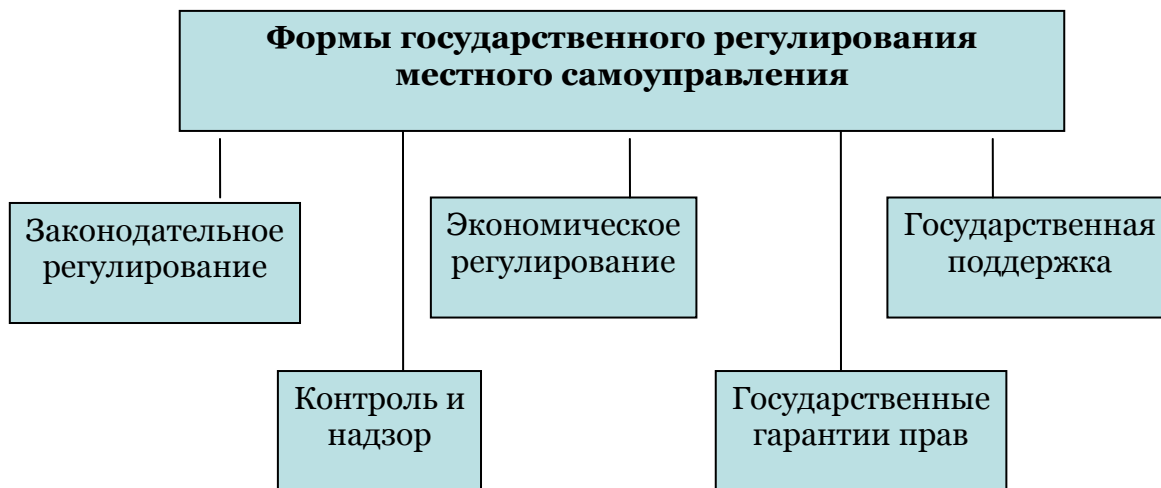 Формы государственного регулирования
местного самоуправления
Законодательное
регулирование
Экономическое
регулирование
Государственная
поддержка
Контроль и
надзор
Государственные
гарантии прав